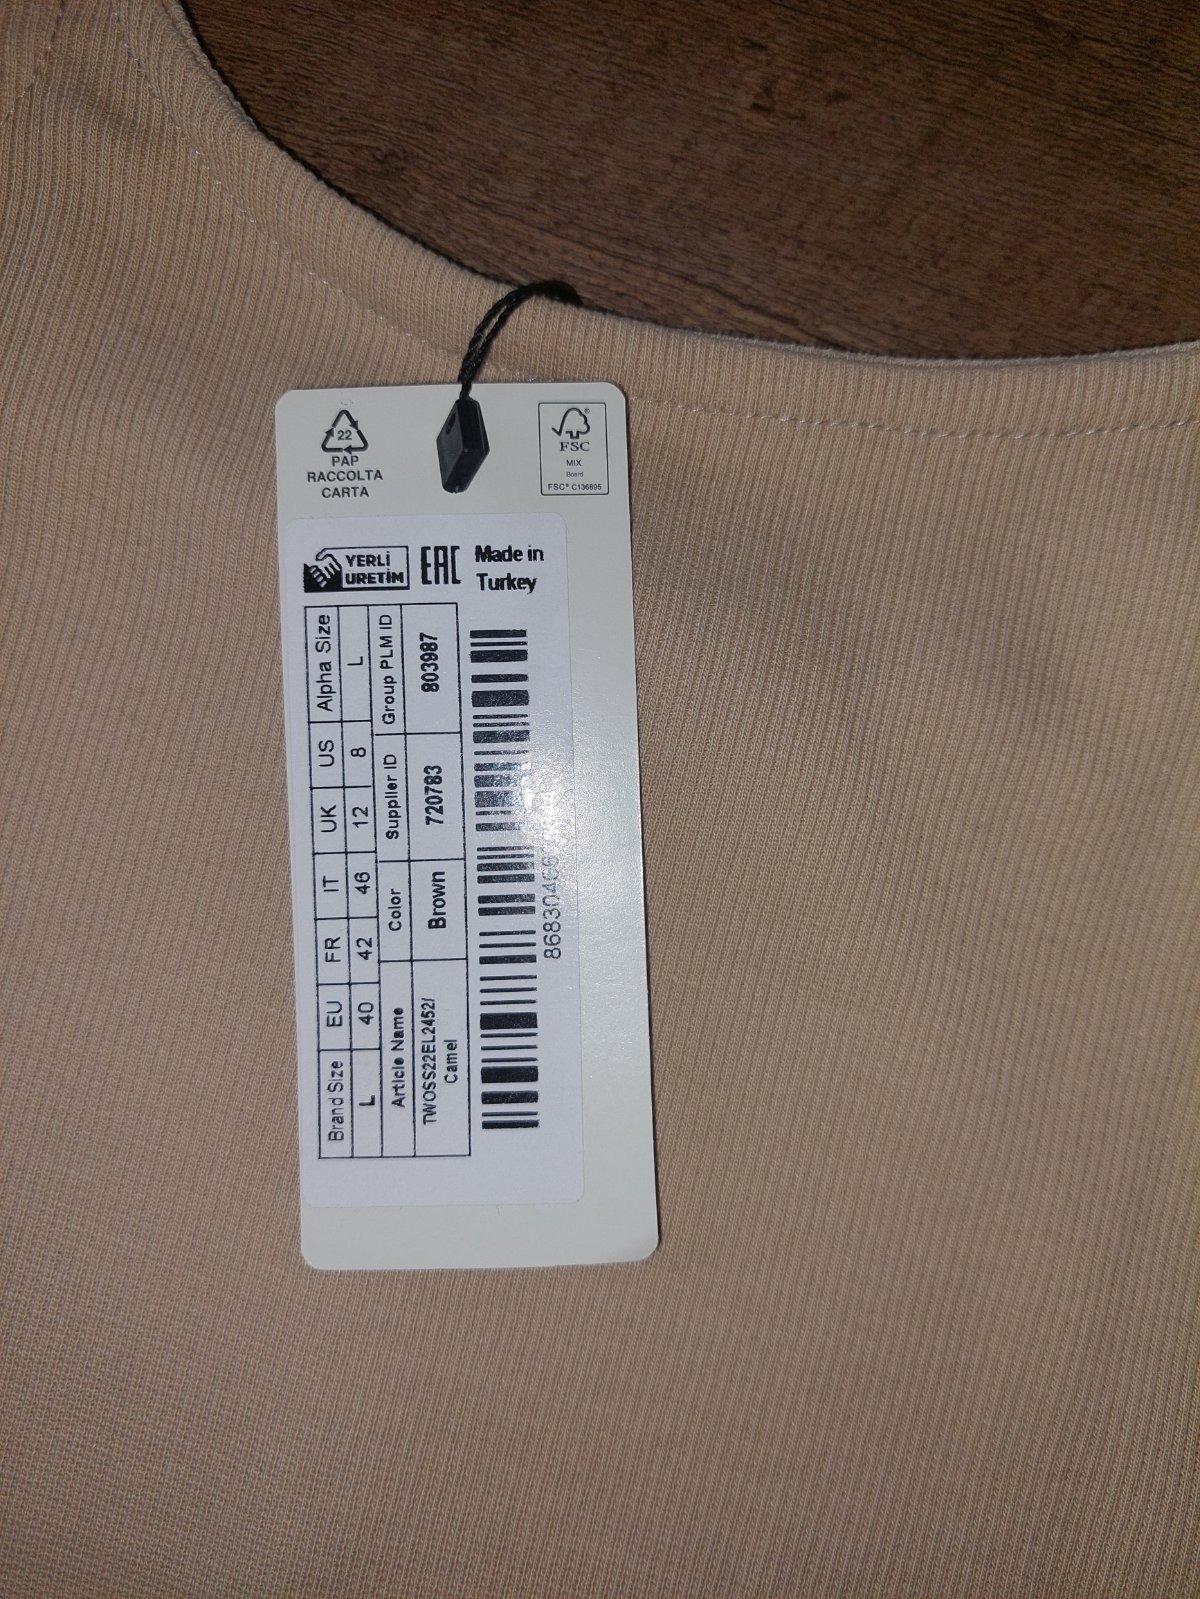 22
PAP
RACCOLTA
CARTA
FSC®
MIX
Board
FSC® C136895
YERLİ
ÜRETİM
EAC
Made in
Turkey
Brand Size EU FR IT UK US Alpha Size
L 40 42 46 12 8 L
Article Name Color Supplier ID Group PLM ID
TWOSS22EL2452/ Brown 720783 803987
Camel